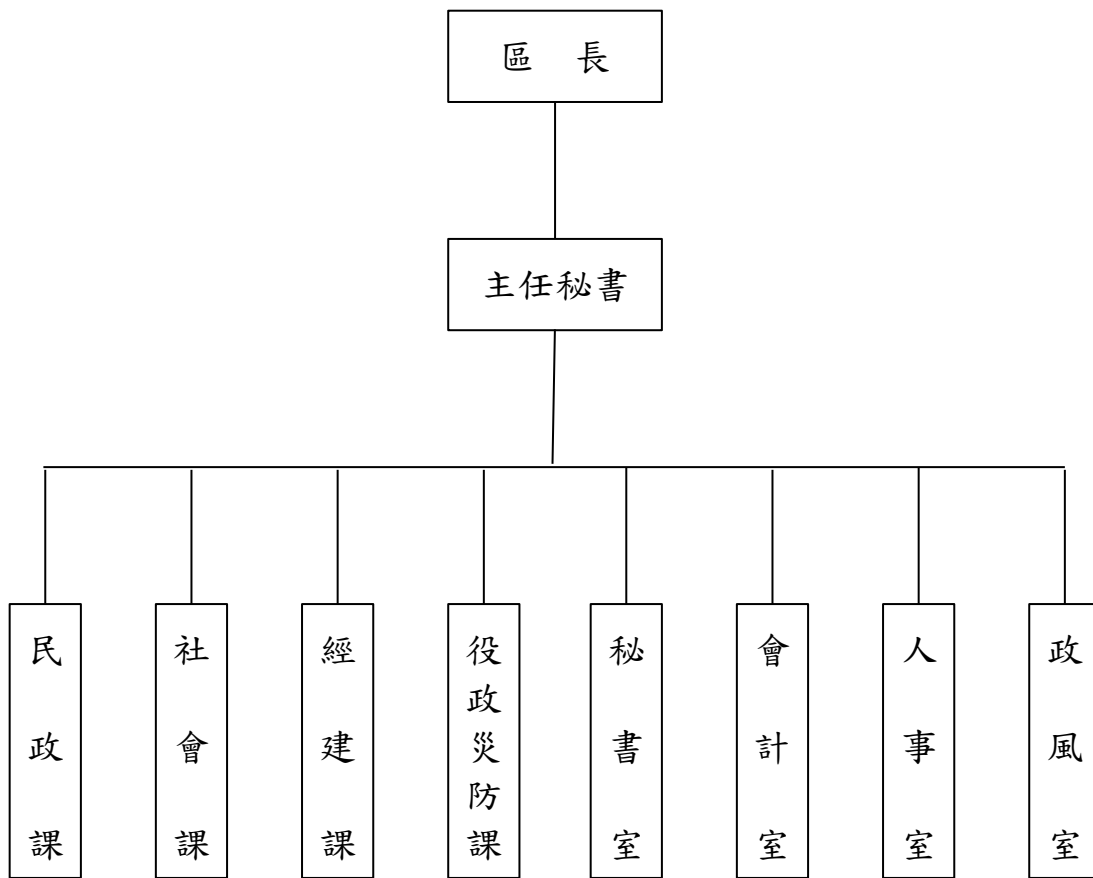 區 長
主任秘書
民政課
社會課
經建課
役政災防課
秘書室
會計室
人事室
政風室